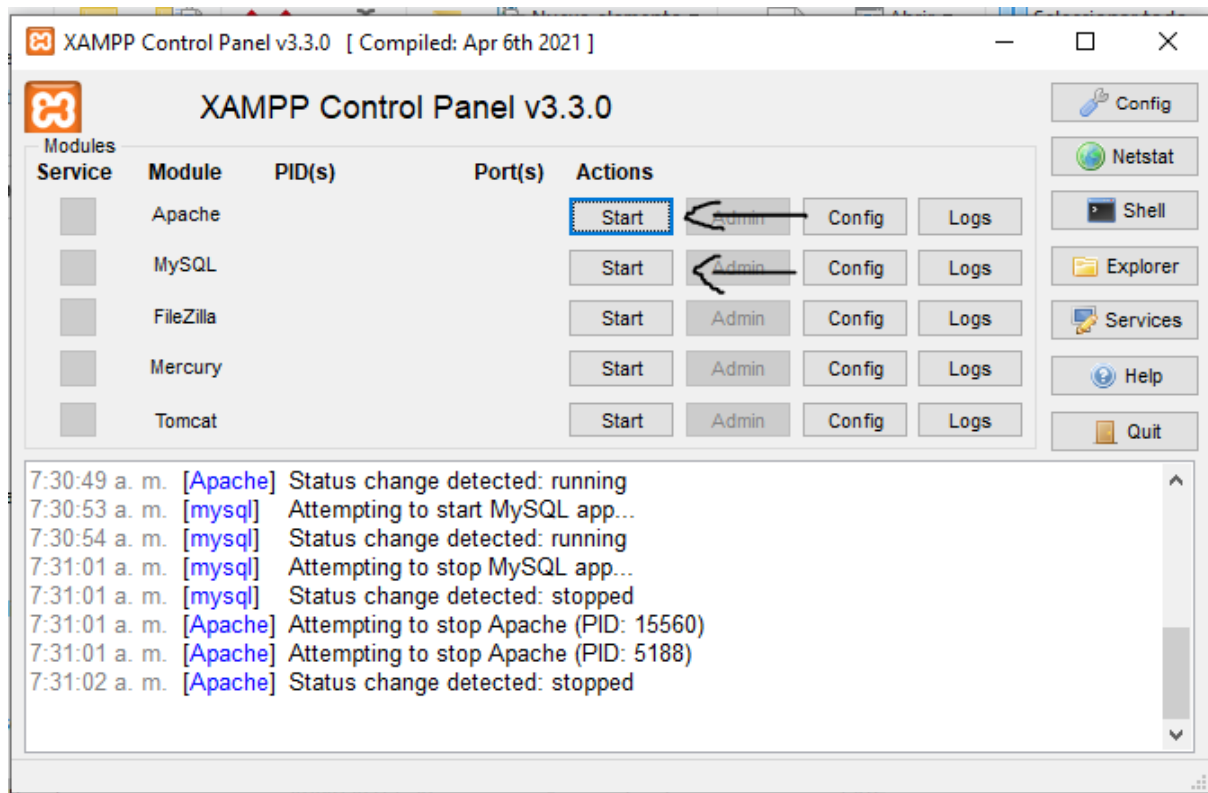 XAMPP Control Panel v3.3.0 [ Compiled: Apr 6th 2021 ]
XAMPP Control Panel v3.3.0
Config
Modules
Netstat
Service Module PID(s) Port(s) Actions
Apache Start Admin Config Logs
Shell
MySQL Start Admin Config Logs
Explorer
FileZilla Start Admin Config Logs
Services
Mercury Start Admin Config Logs
Help
Tomcat Start Admin Config Logs
Quit
7:30:49 a. m. [Apache] Status change detected: running
7:30:53 a. m. [mysql] Attempting to start MySQL app...
7:30:54 a. m. [mysql] Status change detected: running
7:31:01 a. m. [mysql] Attempting to stop MySQL app...
7:31:01 a. m. [mysql] Status change detected: stopped
7:31:01 a. m. [Apache] Attempting to stop Apache (PID: 15560)
7:31:01 a. m. [Apache] Attempting to stop Apache (PID: 5188)
7:31:02 a. m. [Apache] Status change detected: stopped